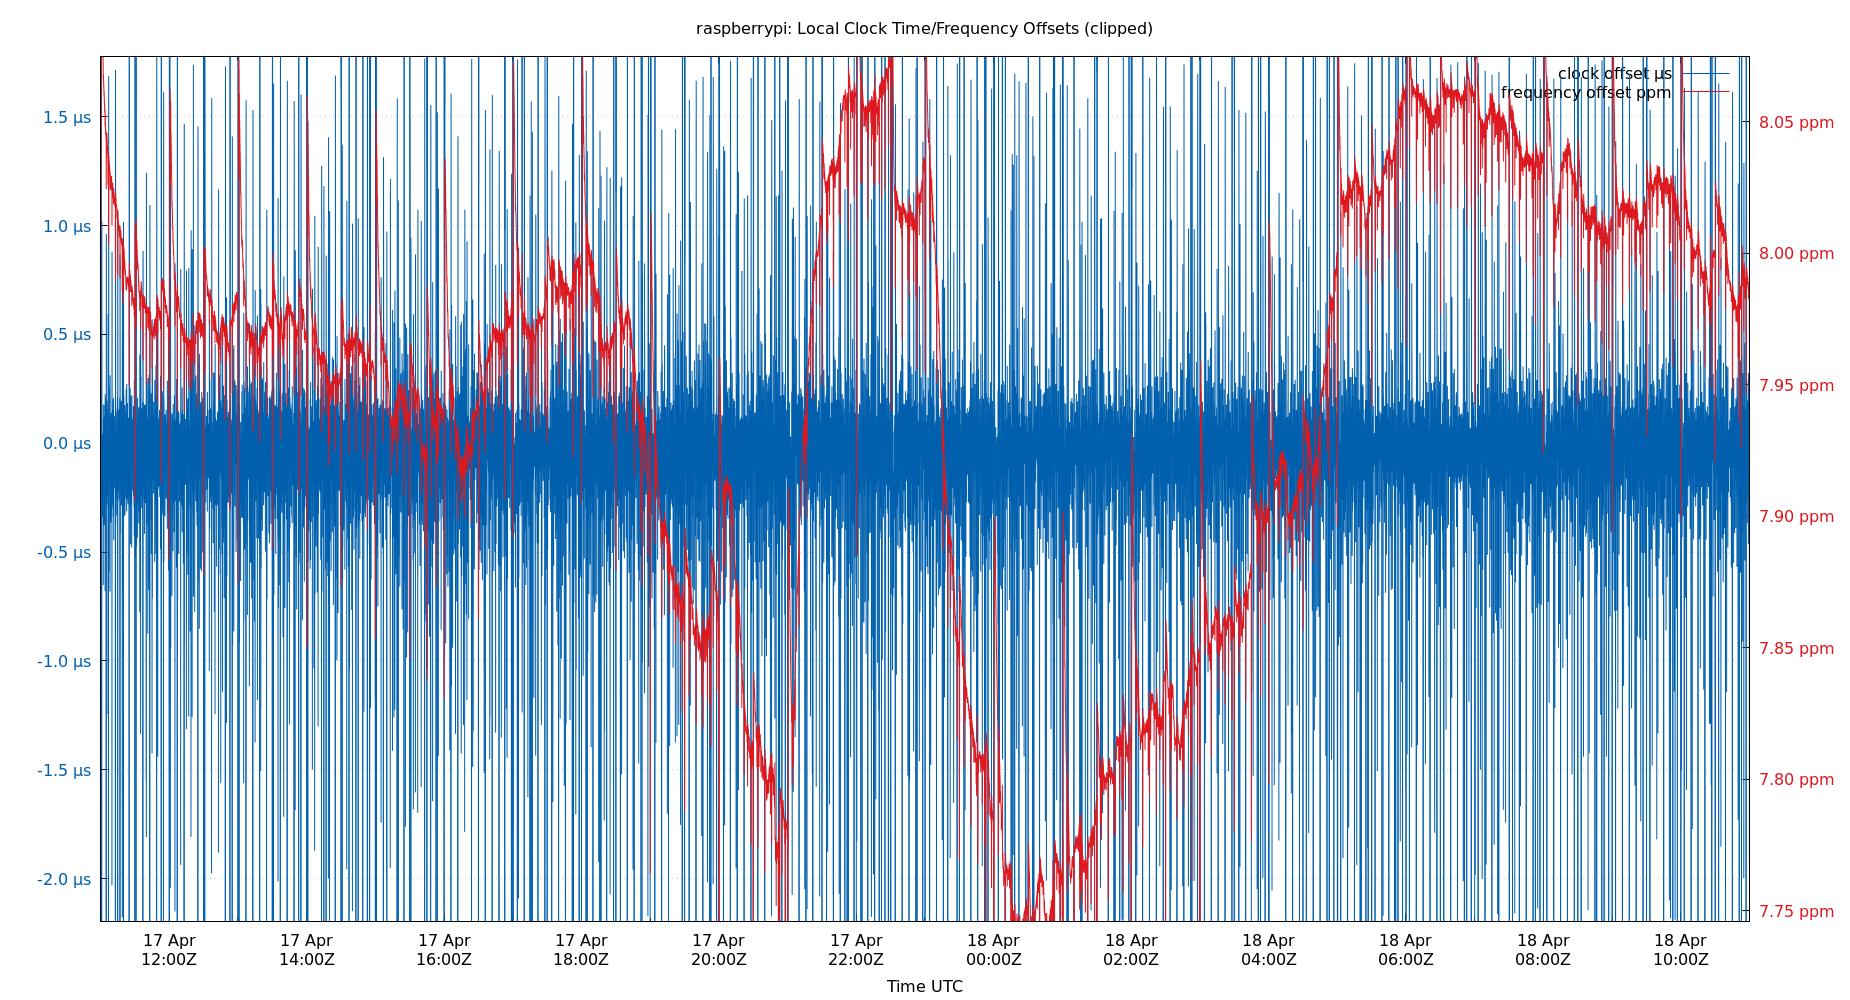 raspberrypi: Local Clock Time/Frequency Offsets (clipped)
clock offset µs
frequency offset ppm
1.5 µs
1.0 µs
0.5 µs
0.0 µs
-0.5 µs
-1.0 µs
-1.5 µs
-2.0 µs
8.05 ppm
8.00 ppm
7.95 ppm
7.90 ppm
7.85 ppm
7.80 ppm
7.75 ppm
17 Apr 17 Apr 17 Apr 17 Apr 17 Apr 17 Apr 18 Apr 18 Apr 18 Apr 18 Apr 18 Apr 18 Apr
12:00Z 14:00Z 16:00Z 18:00Z 20:00Z 22:00Z 00:00Z 02:00Z 04:00Z 06:00Z 08:00Z 10:00Z
Time UTC